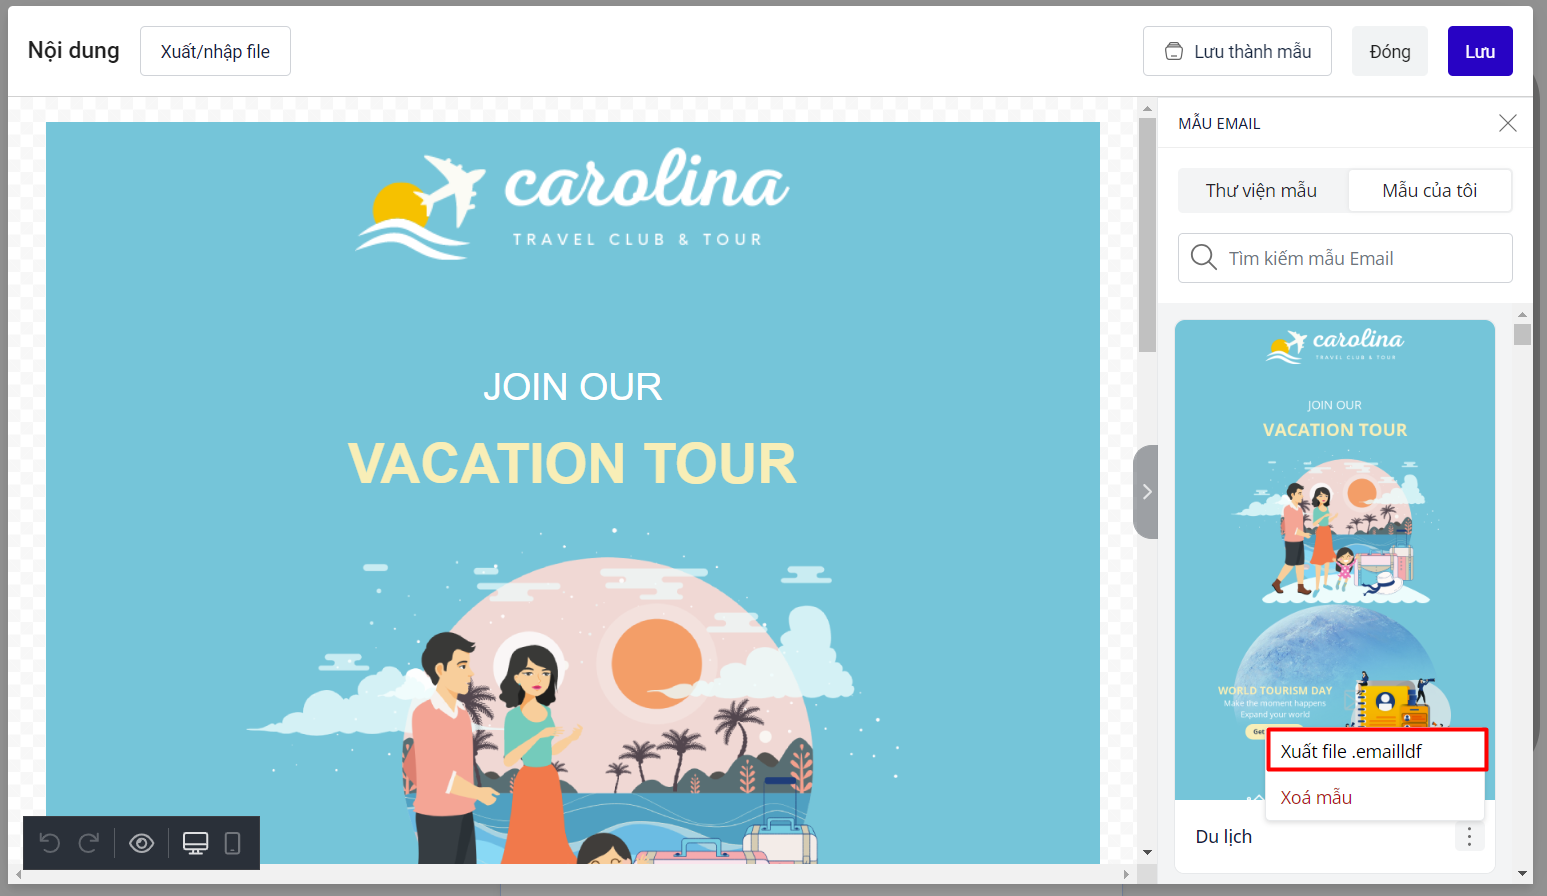 Nội dung
Xuất/nhập file
Lưu thành mẫu
Đóng
Lưu
carolina
TRAVEL CLUB & TOUR
JOIN OUR
VACATION TOUR
MẪU EMAIL
Thư viện mẫu
Mẫu của tôi
Tìm kiếm mẫu Email
carolina
TRAVEL CLUB & TOUR
JOIN OUR
VACATION TOUR
WORLD TOURISM DAY
Make the moment happens
Expand your world
Get
Xuất file .emailldf
Xoá mẫu
Du lịch